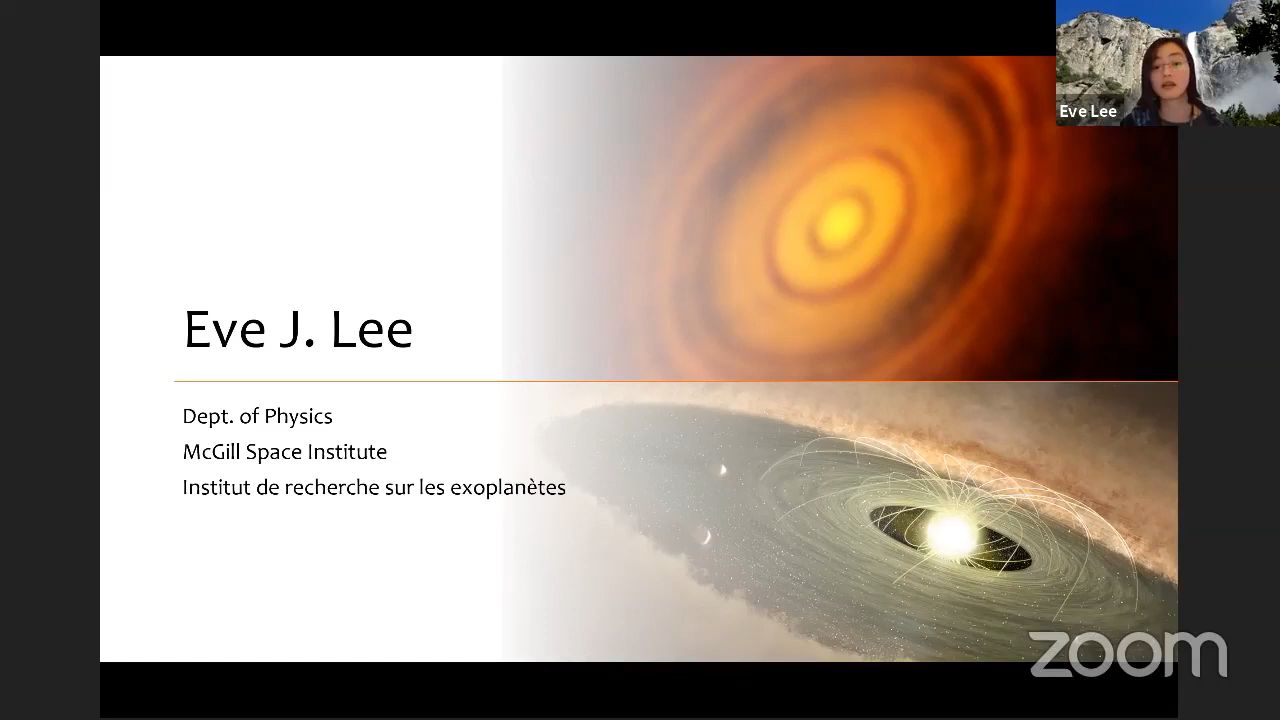 Eve Lee
Eve J. Lee
Dept. of Physics
McGill Space Institute
Institut de recherche sur les exoplanètes
zoom